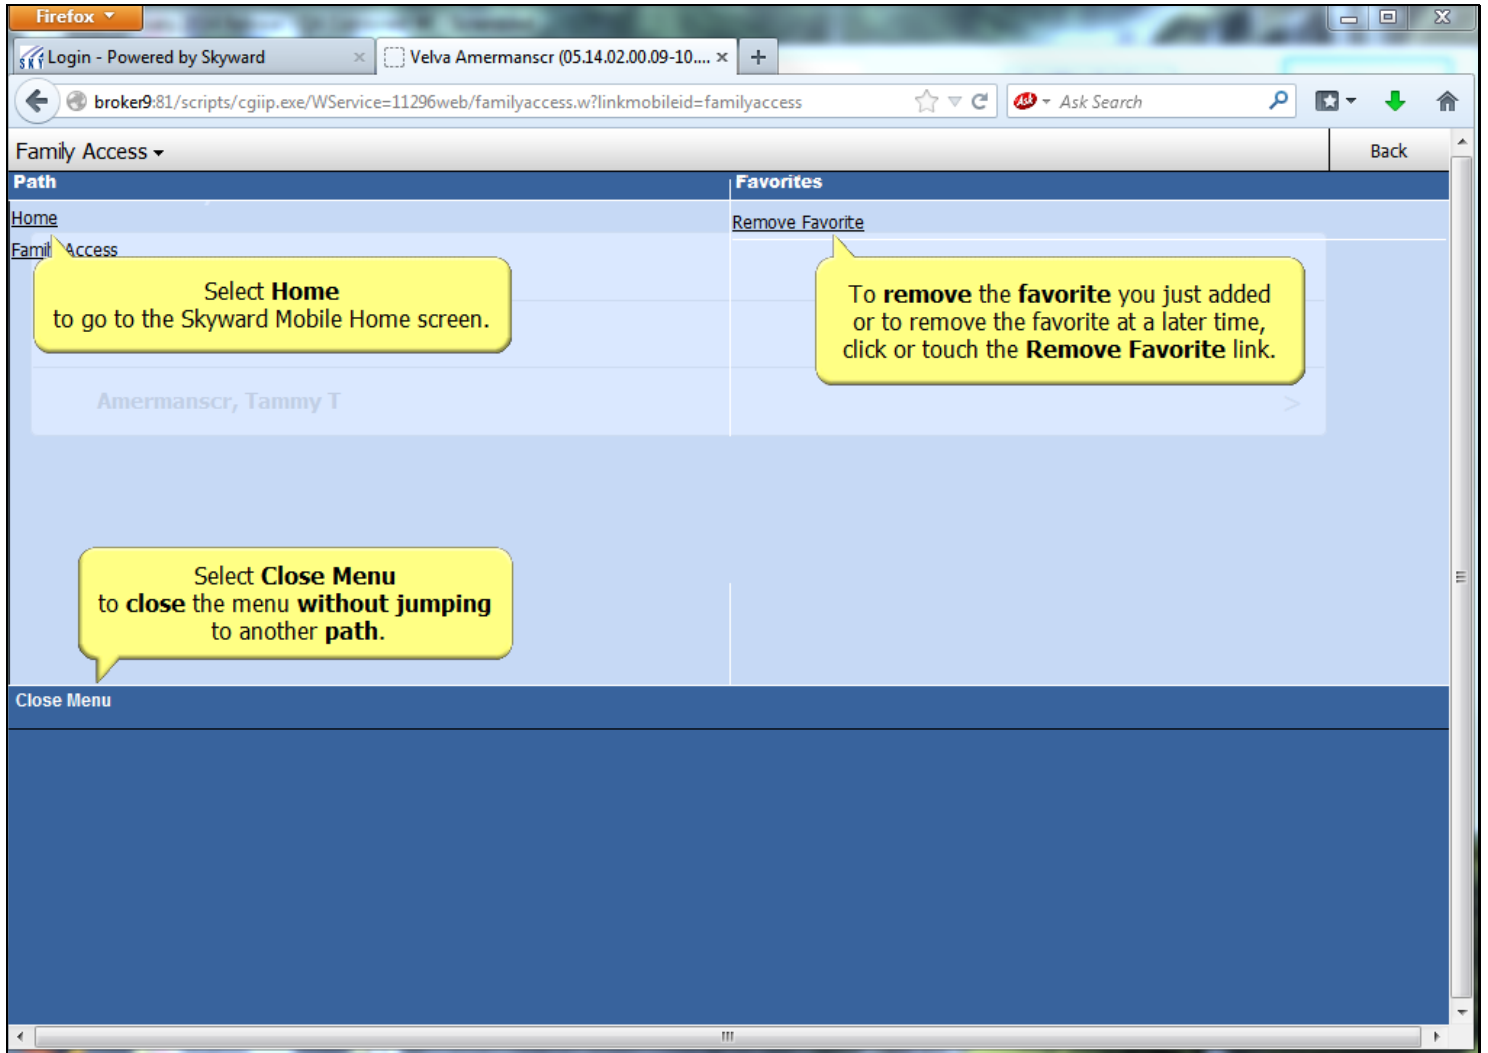 Firefox
Login - Powered by Skyward
Velva Amermanscr (05.14.02.00.09-10....
broker9:81/scripts/cgiip.exe/WService=11296web/familyaccess.w?linkmobileid=familyaccess
Ask
Ask Search
Family Access
Back
Path
Favorites
Home
Remove Favorite
Family Access
Select Home
to go to the Skyward Mobile Home screen.
To remove the favorite you just added
or to remove the favorite at a later time,
click or touch the Remove Favorite link.
Amermanscr, Tammy T
>
Select Close Menu
to close the menu without jumping
to another path.
Close Menu